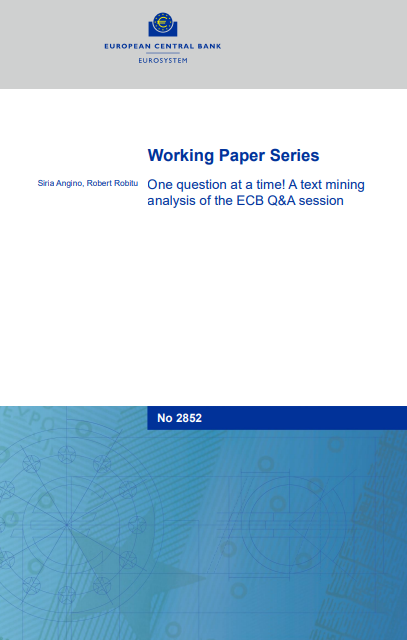 EUROPEAN CENTRAL BANK
EUROSYSTEM
Working Paper Series
Siria Angino, Robert Robitu
One question at a time! A text mining
analysis of the ECB Q&A session
No 2852